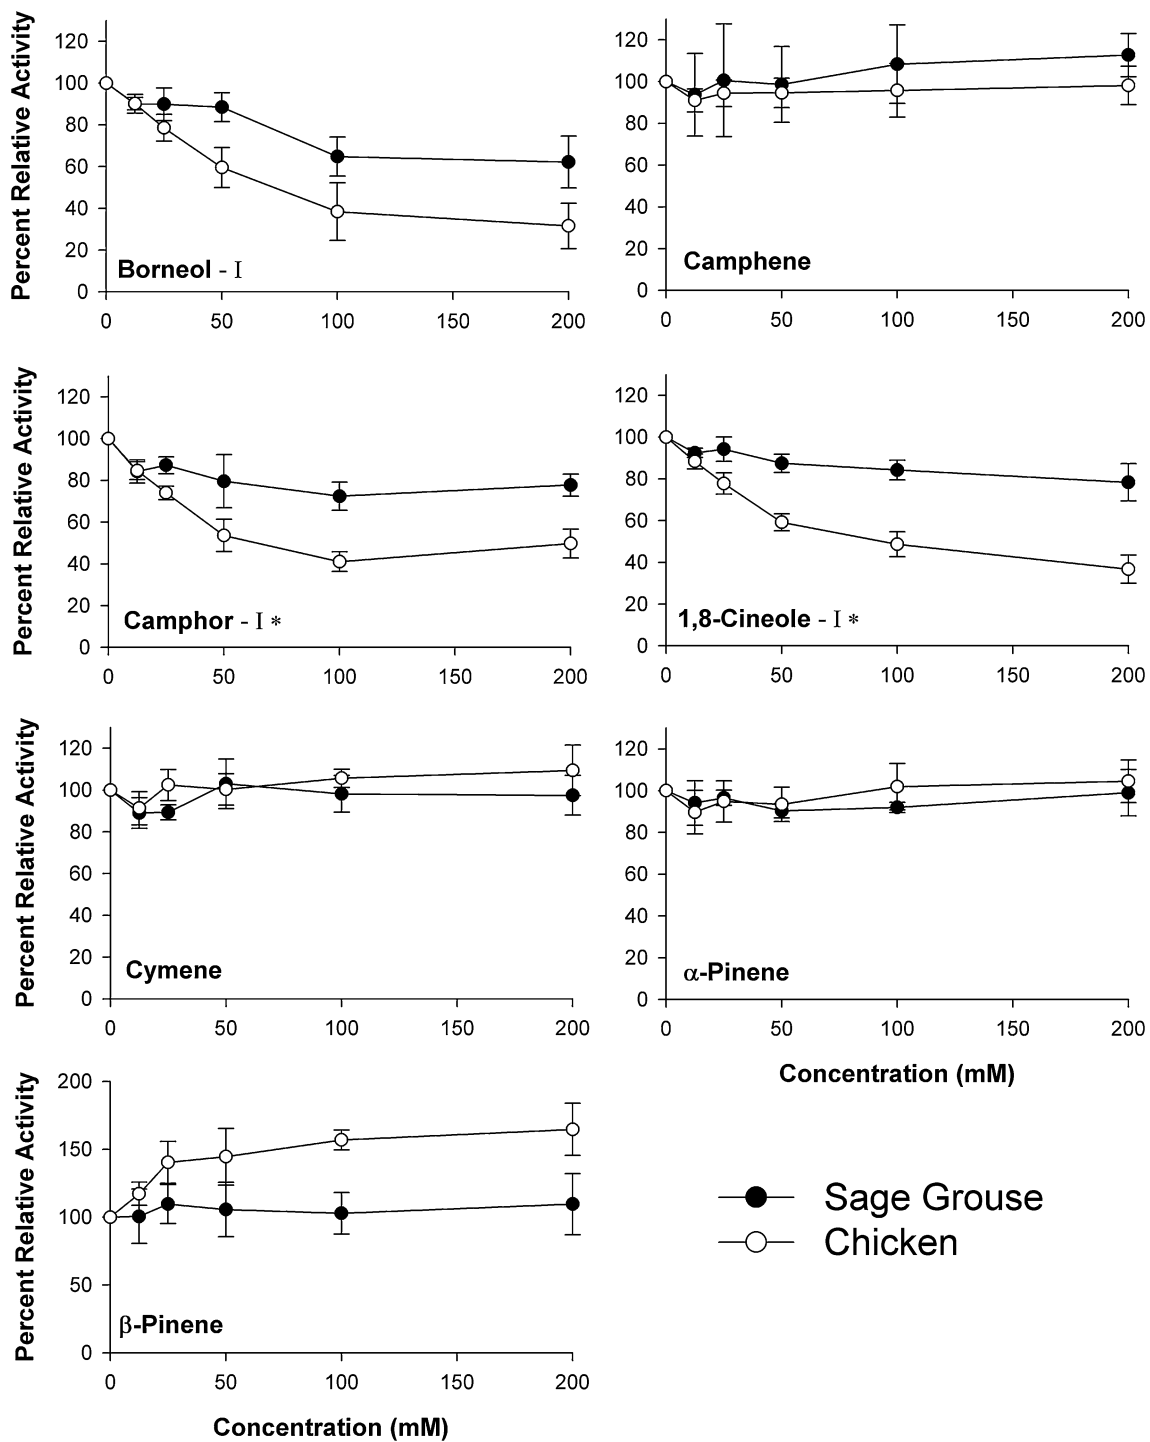 Percent Relative Activity
120
100
80
60
40
20
0
Borneol - I
0 50 100 150 200
120
100
80
60
40
20
0
Camphene
0 50 100 150 200
Percent Relative Activity
120
100
80
60
40
20
0
Camphor - I *
0 50 100 150 200
120
100
80
60
40
20
0
1,8-Cineole - I *
0 50 100 150 200
Percent Relative Activity
120
100
80
60
40
20
0
Cymene
0 50 100 150 200
120
100
80
60
40
20
0
α-Pinene
0 50 100 150 200
Concentration (mM)
Percent Relative Activity
200
150
100
50
0
β-Pinene
0 50 100 150 200
Concentration (mM)
Sage Grouse
Chicken